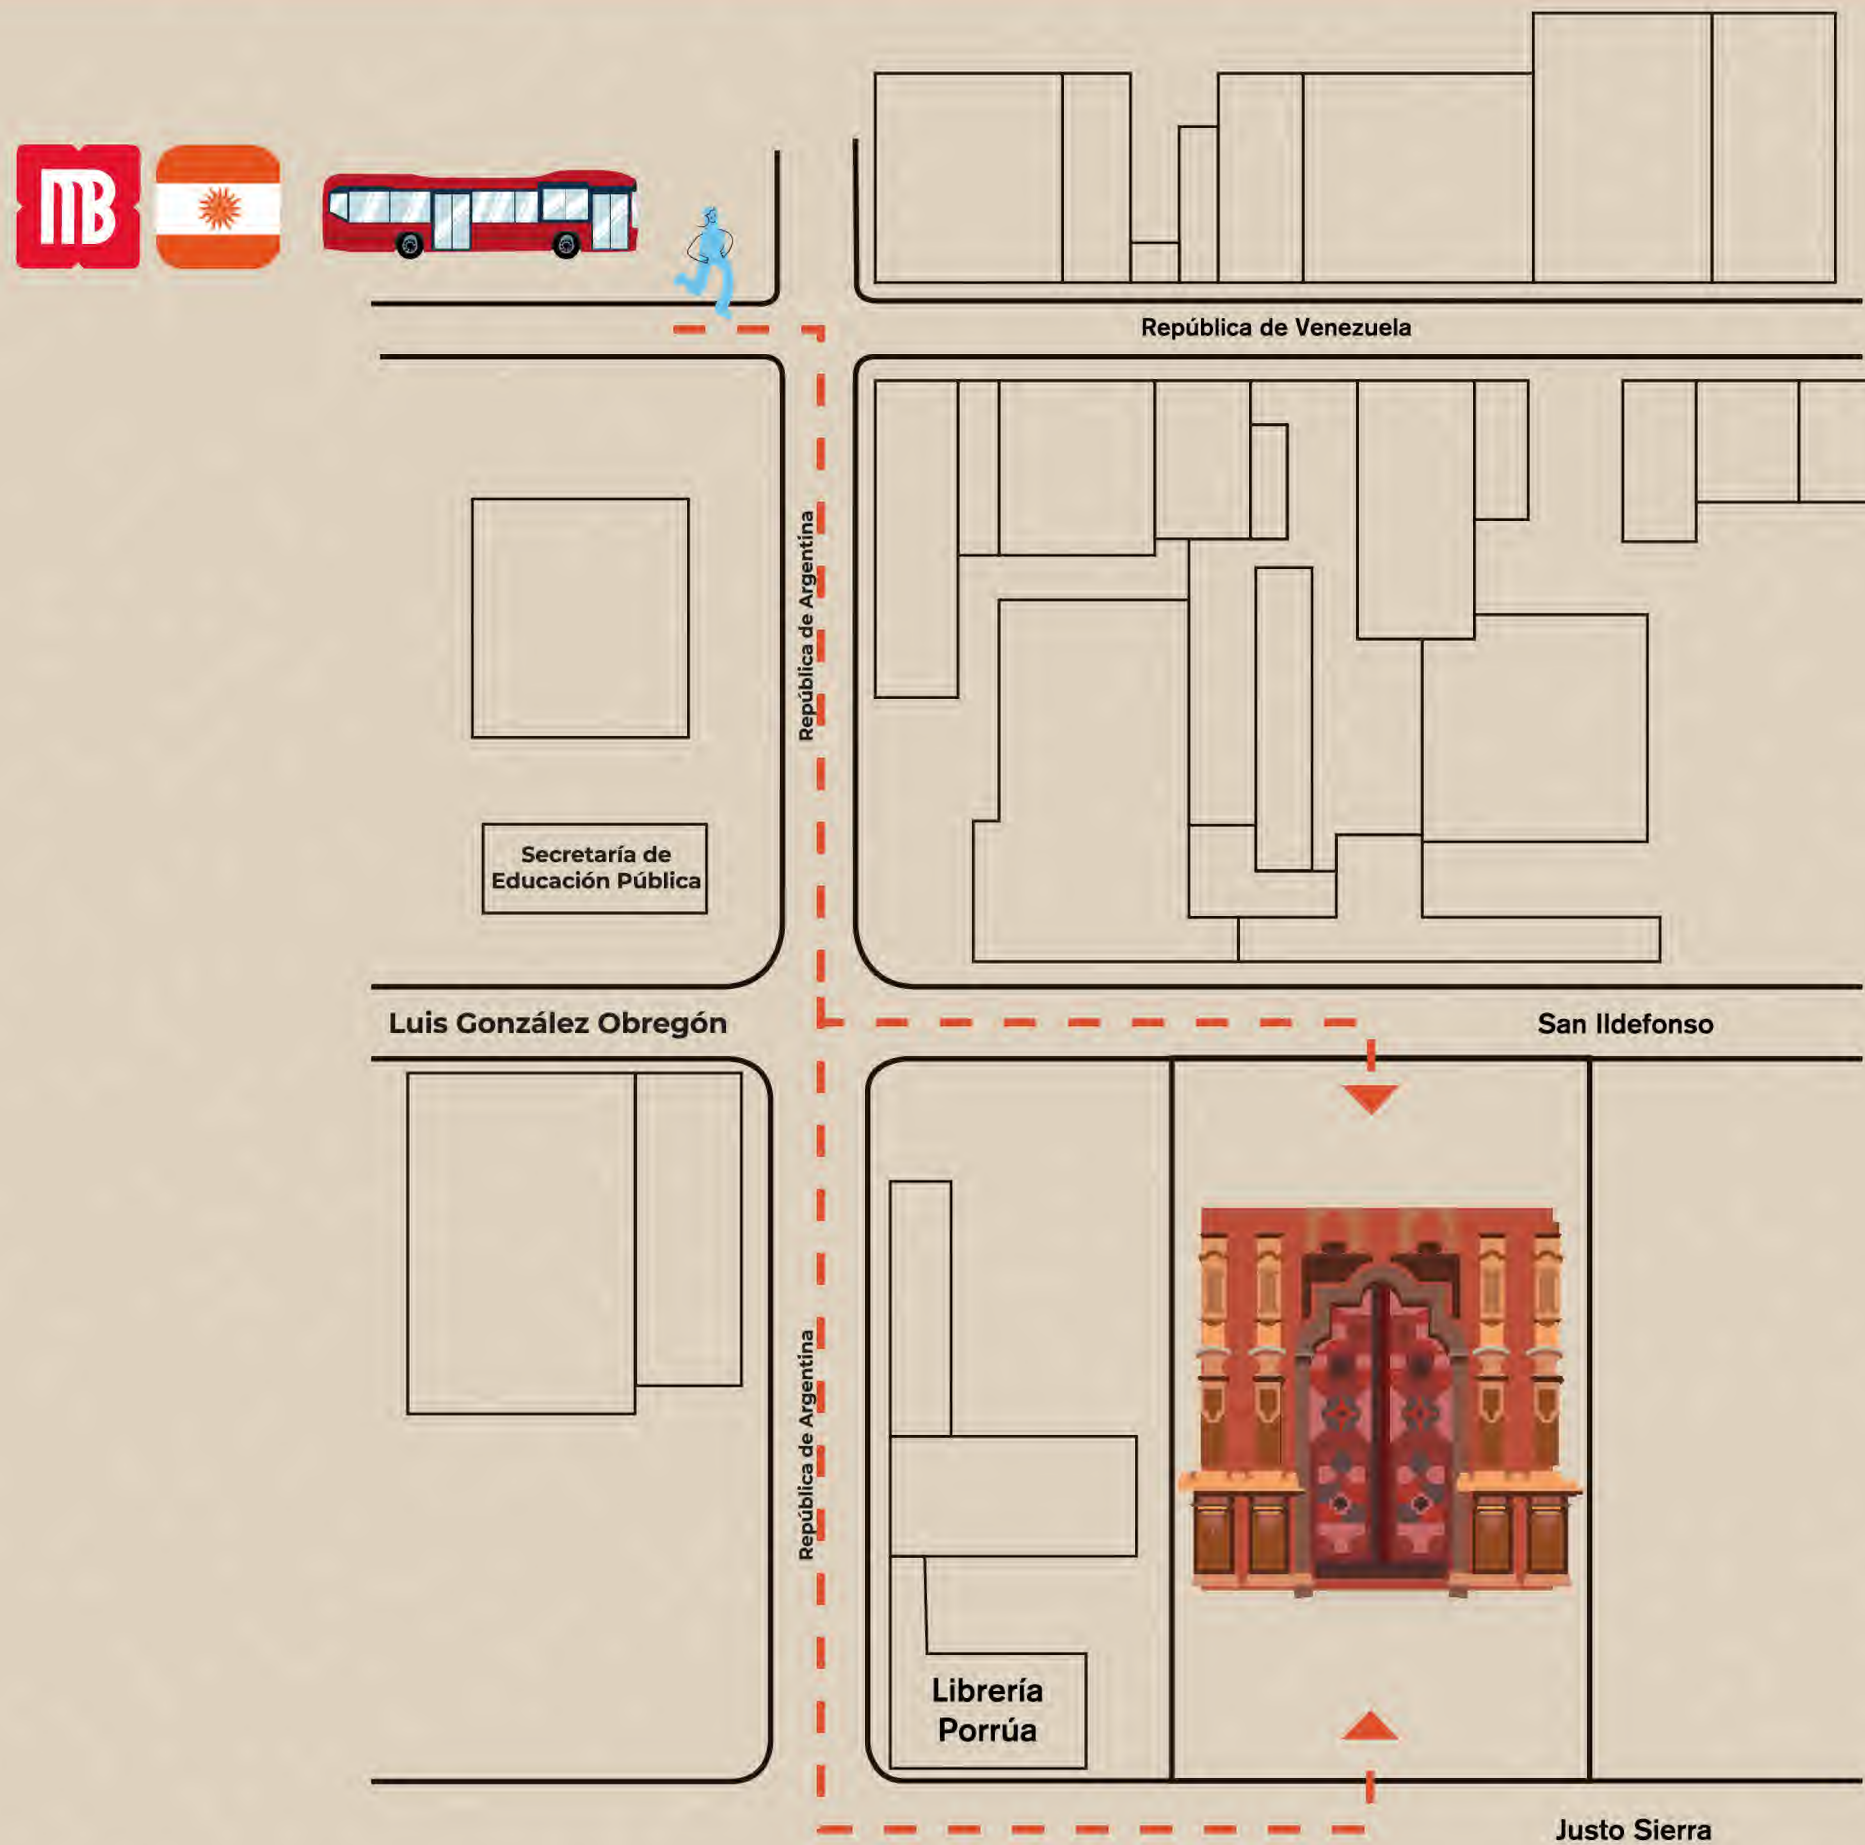 MB
República de Venezuela
República de Argentina
Secretaría de
Educación Pública
Luis González Obregón
San Ildefonso
República de Argentina
Librería
Porrúa
Justo Sierra